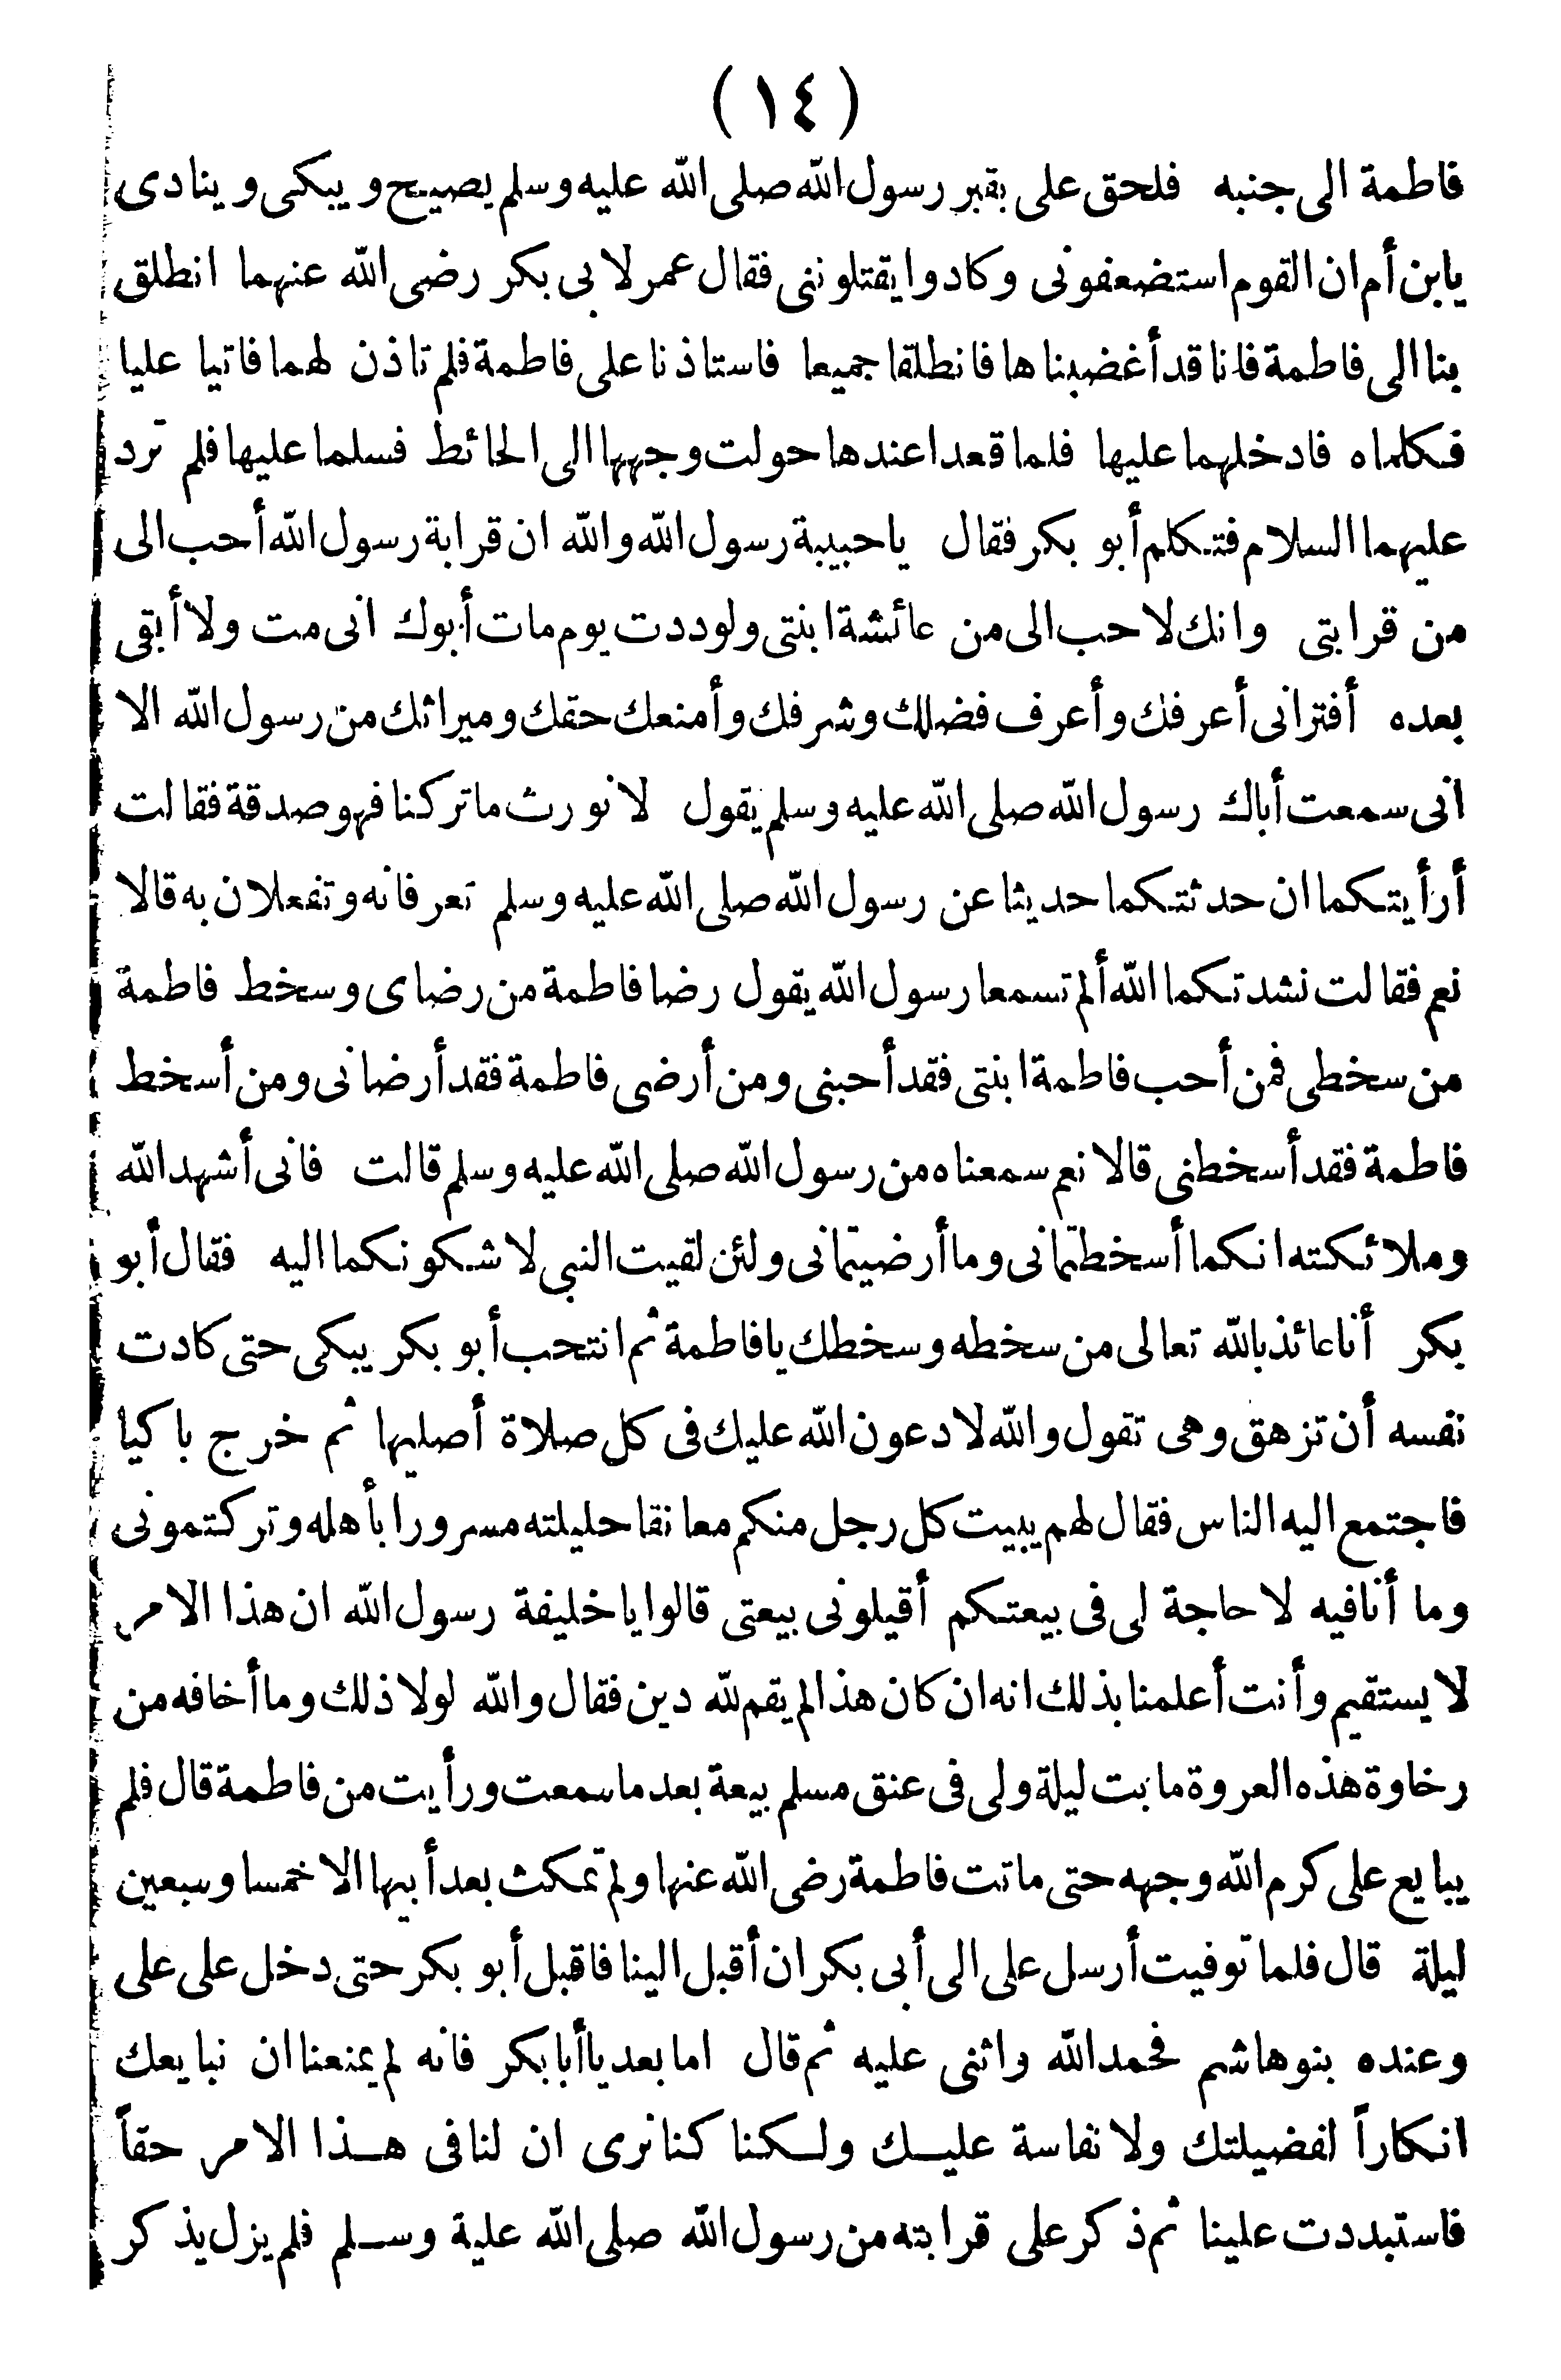 (١٤)
فاطمة الى جنبه فلحق على بقبر رسول الله صلى الله عليه وسلم يصيح ويبكى وينادى
يابن أم ان القوم استضعفونى وكادوا يقتلوننى فقال عمر لابى بكر رضى الله عنهما انطلق
بنا الى فاطمة فانا قد أغضبناها فانطلقا جميعا فاستاذنا على فاطمة فلم تاذن لهما فاتيا عليا
فكلماه فادخلهما عليها فلما قعدا عندها حولت وجهها الى الحائط فسلما عليها فلم ترد
عليهما السلام فتكلم أبو بكر فقال ياحبيبة رسول الله والله ان قرابة رسول الله أحب الى
من قرابتى وانك لاحب الى من عائشة ابنتى ولوددت يوم مات أبوك انى مت ولا أبقى
بعده أفترانى أعرفك وأعرف فضلك وشرفك وأمنعك حقك وميراثك من رسول الله الا
انى سمعت أباك رسول الله صلى الله عليه وسلم يقول لا نورث ماتركنا فهو صدقة فقالت
أرأيتكما ان حدثتكما حديثا عن رسول الله صلى الله عليه وسلم تعرفانه وتفعلان به قالا
نعم فقالت نشدتكما الله ألم تسمعا رسول الله يقول رضا فاطمة من رضاى وسخط فاطمة
من سخطى فمن أحب فاطمة ابنتى فقد أحبنى ومن أرضى فاطمة فقد أرضانى ومن أسخط
فاطمة فقد أسخطنى قالا نعم سمعناه من رسول الله صلى الله عليه وسلم قالت فانى أشهد الله
وملائكته انكما أسخطتمانى وما أرضيتمانى ولئن لقيت النبى لاشكونكما اليه فقال أبو
بكر أنا عائذ بالله تعالى من سخطه وسخطك يافاطمة ثم انتحب أبو بكر يبكى حتى كادت
نفسه أن تزهق وهى تقول والله لادعون الله عليك فى كل صلاة أصليها ثم خرج باكيا
فاجتمع اليه الناس فقال لهم يبيت كل رجل منكم معانقا حليلته مسرورا بأهله وتركتمونى
وما أنا فيه لا حاجة لى فى بيعتكم أقيلونى بيعتى قالوا يا خليفة رسول الله ان هذا الامر
لا يستقيم وأنت أعلمنا بذلك انه ان كان هذا لم يقم لله دين فقال والله لولا ذلك وما أخافه من
رخاوة هذه العروة ما بت ليلة ولى فى عنق مسلم بيعة بعد ما سمعت ورأيت من فاطمة قال فلم
يبايع على كرم الله وجهه حتى ماتت فاطمة رضى الله عنها ولم تمكث بعد أبيها الا خمسا وسبعين
ليلة قال فلما توفيت أرسل على الى أبى بكر ان أقبل الينا فاقبل أبو بكر حتى دخل على على
وعنده بنو هاشم فحمد الله واثنى عليه ثم قال اما بعد يا أبا بكر فانه لم يمنعنا ان نبايعك
انكاراً لفضيلتك ولا نفاسة عليك ولكنا كنا نرى ان لنا فى هذا الامر حقاً
فاستبددت علينا ثم ذكر على قرابته من رسول الله صلى الله علية وسلم فلم يزل يذكر